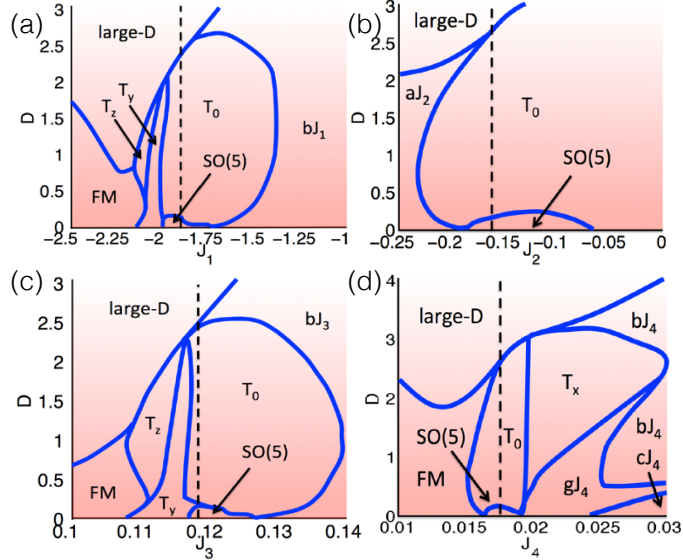 (a)
large-D
T_y
T_z
T_0
bJ_1
SO(5)
FM
D
3
2.5
2
1.5
1
0.5
0
−2.5 −2.25 −2 −1.75 −1.5 −1.25 −1
J_1
(b)
large-D
aJ_2
T_0
SO(5)
D
3
2.5
2
1.5
1
0.5
0
−0.25 −0.2 −0.15 −0.1 −0.05 0
J_2
(c)
large-D
bJ_3
T_z
T_0
SO(5)
FM
T_y
D
3
2.5
2
1.5
1
0.5
0
0.1 0.11 0.12 0.13 0.14
J_3
(d)
large-D
bJ_4
T_x
SO(5)
T_0
bJ_4
cJ_4
FM
gJ_4
D
4
3
2
1
0
0.01 0.015 0.02 0.025 0.03
J_4